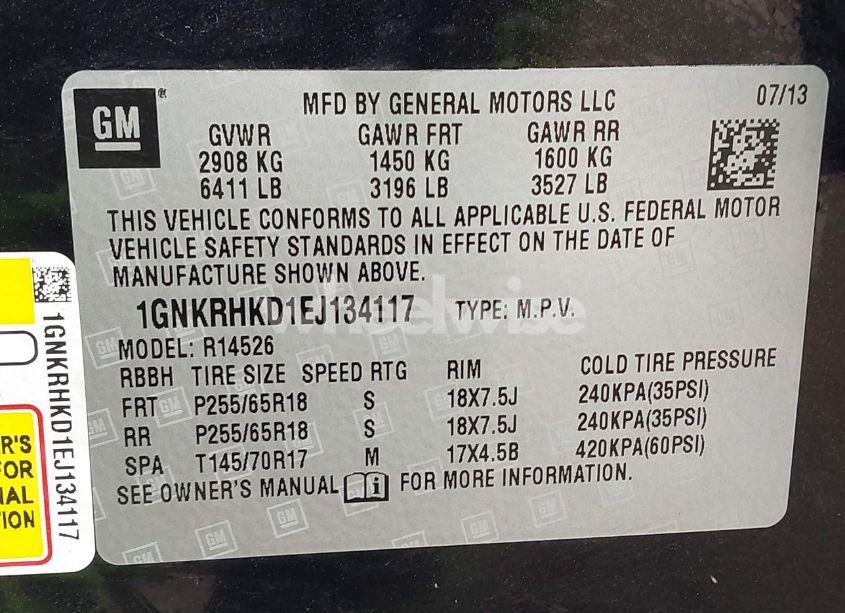 GM
MFD BY GENERAL MOTORS LLC 07/13
GVWR GAWR FRT GAWR RR
2908 KG 1450 KG 1600 KG
6411 LB 3196 LB 3527 LB
THIS VEHICLE CONFORMS TO ALL APPLICABLE U.S. FEDERAL MOTOR
VEHICLE SAFETY STANDARDS IN EFFECT ON THE DATE OF
MANUFACTURE SHOWN ABOVE.
1GNKRHKD1EJ134117 TYPE: M.P.V.
wheelwise
MODEL: R14526
RBBH TIRE SIZE SPEED RTG RIM COLD TIRE PRESSURE
FRT P255/65R18 S 18X7.5J 240KPA(35PSI)
RR P255/65R18 S 18X7.5J 240KPA(35PSI)
SPA T145/70R17 M 17X4.5B 420KPA(60PSI)
SEE OWNER'S MANUAL FOR MORE INFORMATION.
1GNKRHKD1EJ134117
R'S
FOR
NAL
TION